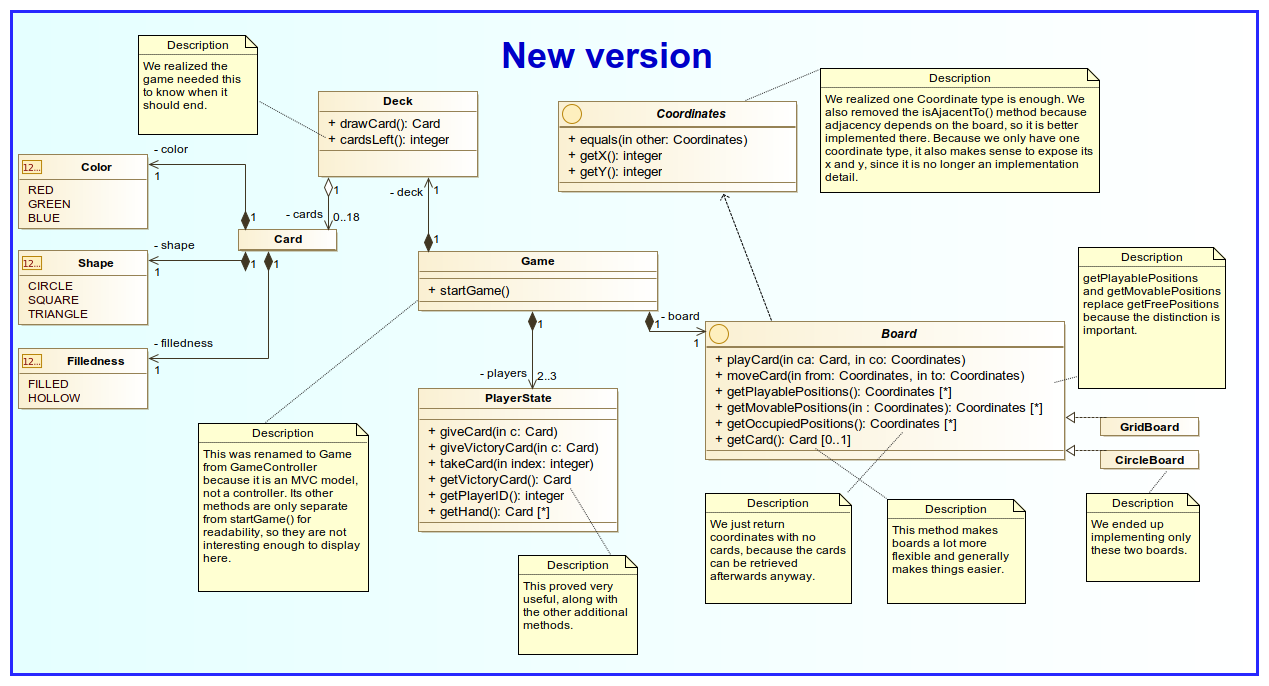 New version
Description
We realized the
game needed this
to know when it
should end.
Deck
+ drawCard(): Card
+ cardsLeft(): integer
Coordinates
+ equals(in other: Coordinates)
+ getX(): integer
+ getY(): integer
Description
We realized one Coordinate type is enough. We
also removed the isAjacentTo() method because
adjacency depends on the board, so it is better
implemented there. Because we only have one
coordinate type, it also makes sense to expose its
x and y, since it is no longer an implementation
detail.
- color
1
12...
Color
RED
GREEN
BLUE
1
1
- cards
0..18
- deck
1
1
Card
- shape
1
1
1
12...
Shape
CIRCLE
SQUARE
TRIANGLE
- filledness
1
12...
Filledness
FILLED
HOLLOW
Game
+ startGame()
1
- players
2..3
1
- board
1
Description
getPlayablePositions
and getMovablePositions
replace getFreePositions
because the distinction is
important.
Board
+ playCard(in ca: Card, in co: Coordinates)
+ moveCard(in from: Coordinates, in to: Coordinates)
+ getPlayablePositions(): Coordinates [*]
+ getMovablePositions(in : Coordinates): Coordinates [*]
+ getOccupiedPositions(): Coordinates [*]
+ getCard(): Card [0..1]
PlayerState
+ giveCard(in c: Card)
+ giveVictoryCard(in c: Card)
+ takeCard(in index: integer)
+ getVictoryCard(): Card
+ getPlayerID(): integer
+ getHand(): Card [*]
GridBoard
CircleBoard
Description
This was renamed to Game
from GameController
because it is an MVC model,
not a controller. Its other
methods are only separate
from startGame() for
readability, so they are not
interesting enough to display
here.
Description
This proved very
useful, along with
the other additional
methods.
Description
We just return
coordinates with no
cards, because the cards
can be retrieved
afterwards anyway.
Description
This method makes
boards a lot more
flexible and generally
makes things easier.
Description
We ended up
implementing only
these two boards.